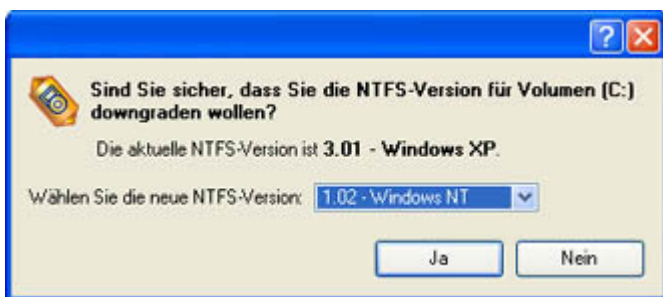 Sind Sie sicher, dass Sie die NTFS-Version für Volumen (C:)
downgraden wollen?
Die aktuelle NTFS-Version ist 3.01 - Windows XP.
Wählen Sie die neue NTFS-Version: 1.02 - Windows NT
Ja Nein